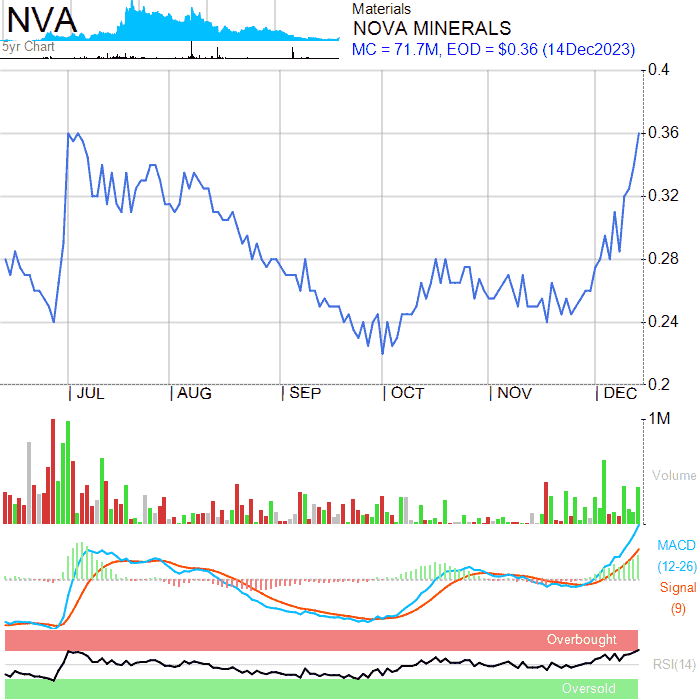 NVA
5yr Chart
Materials
NOVA MINERALS
MC = 71.7M, EOD = $0.36 (14Dec2023)
0.4
0.36
0.32
0.28
0.24
0.2
JUL AUG SEP OCT NOV DEC
1M
Volume
MACD
(12-26)
Signal
(9)
Overbought
RSI(14)
Oversold